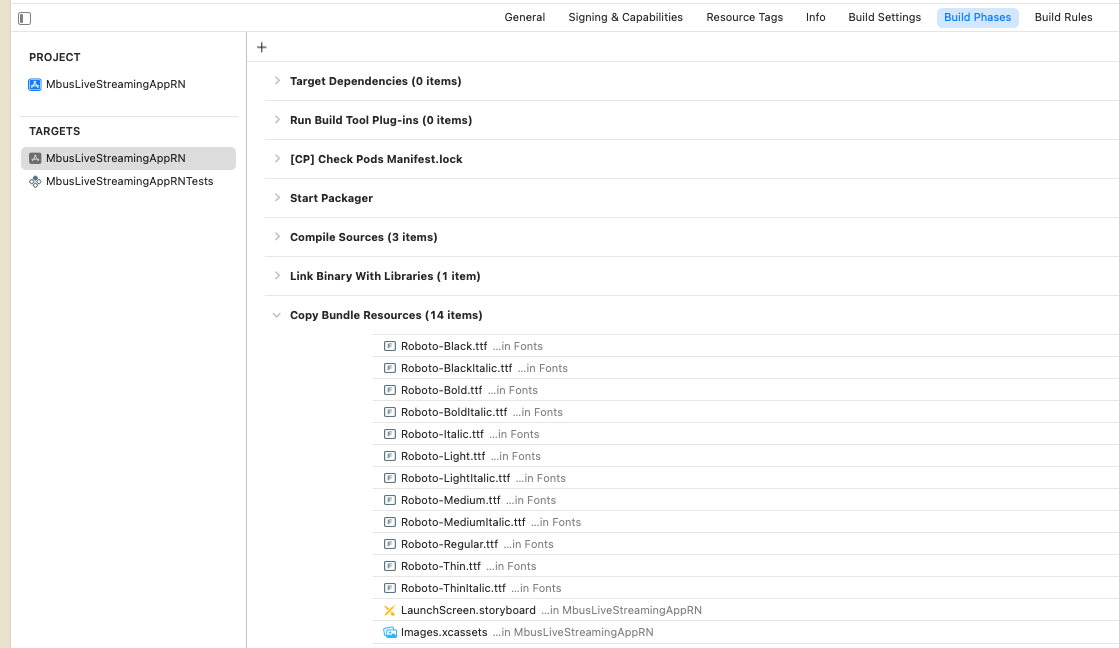 General Signing & Capabilities Resource Tags Info Build Settings Build Phases Build Rules
PROJECT
MbusLiveStreamingAppRN
TARGETS
MbusLiveStreamingAppRN
MbusLiveStreamingAppRNTests
+
Target Dependencies (0 items)
Run Build Tool Plug-ins (0 items)
[CP] Check Pods Manifest.lock
Start Packager
Compile Sources (3 items)
Link Binary With Libraries (1 item)
Copy Bundle Resources (14 items)
Roboto-Black.ttf ...in Fonts
Roboto-BlackItalic.ttf ...in Fonts
Roboto-Bold.ttf ...in Fonts
Roboto-BoldItalic.ttf ...in Fonts
Roboto-Italic.ttf ...in Fonts
Roboto-Light.ttf ...in Fonts
Roboto-LightItalic.ttf ...in Fonts
Roboto-Medium.ttf ...in Fonts
Roboto-MediumItalic.ttf ...in Fonts
Roboto-Regular.ttf ...in Fonts
Roboto-Thin.ttf ...in Fonts
Roboto-ThinItalic.ttf ...in Fonts
LaunchScreen.storyboard ...in MbusLiveStreamingAppRN
Images.xcassets ...in MbusLiveStreamingAppRN